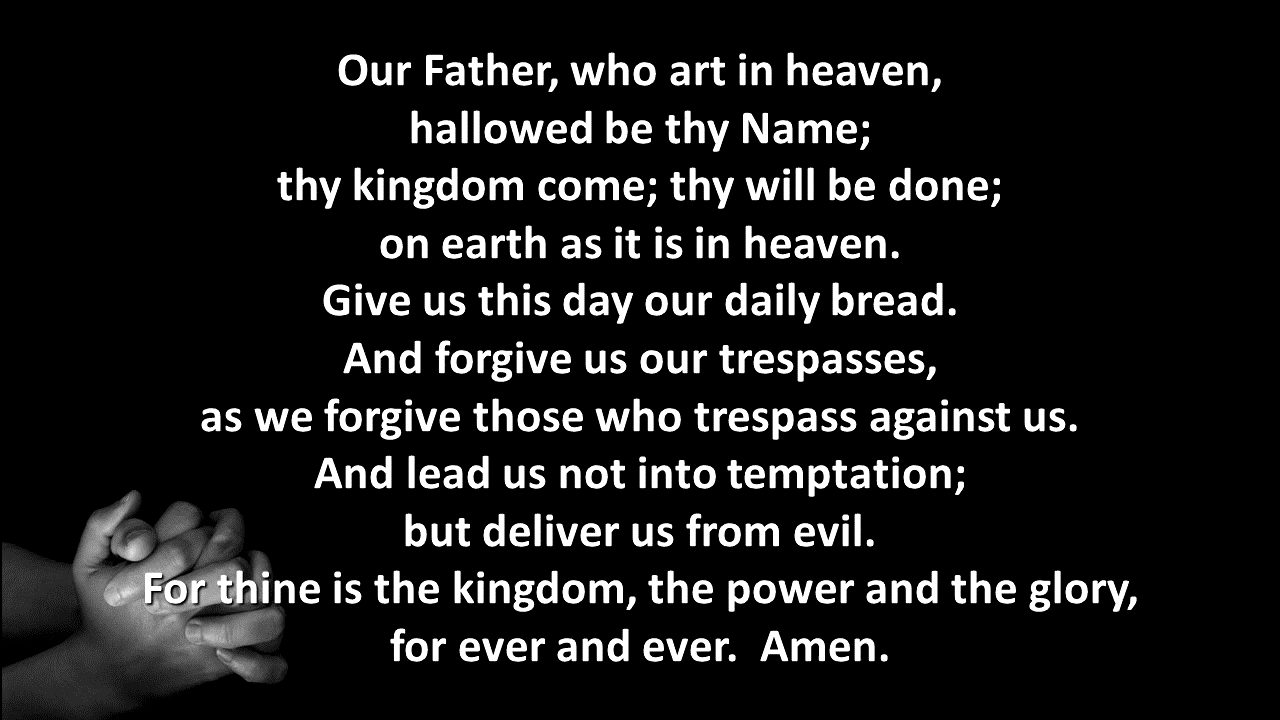 Our Father, who art in heaven,
hallowed be thy Name;
thy kingdom come; thy will be done;
on earth as it is in heaven.
Give us this day our daily bread.
And forgive us our trespasses,
as we forgive those who trespass against us.
And lead us not into temptation;
but deliver us from evil.
For thine is the kingdom, the power and the glory,
for ever and ever.  Amen.